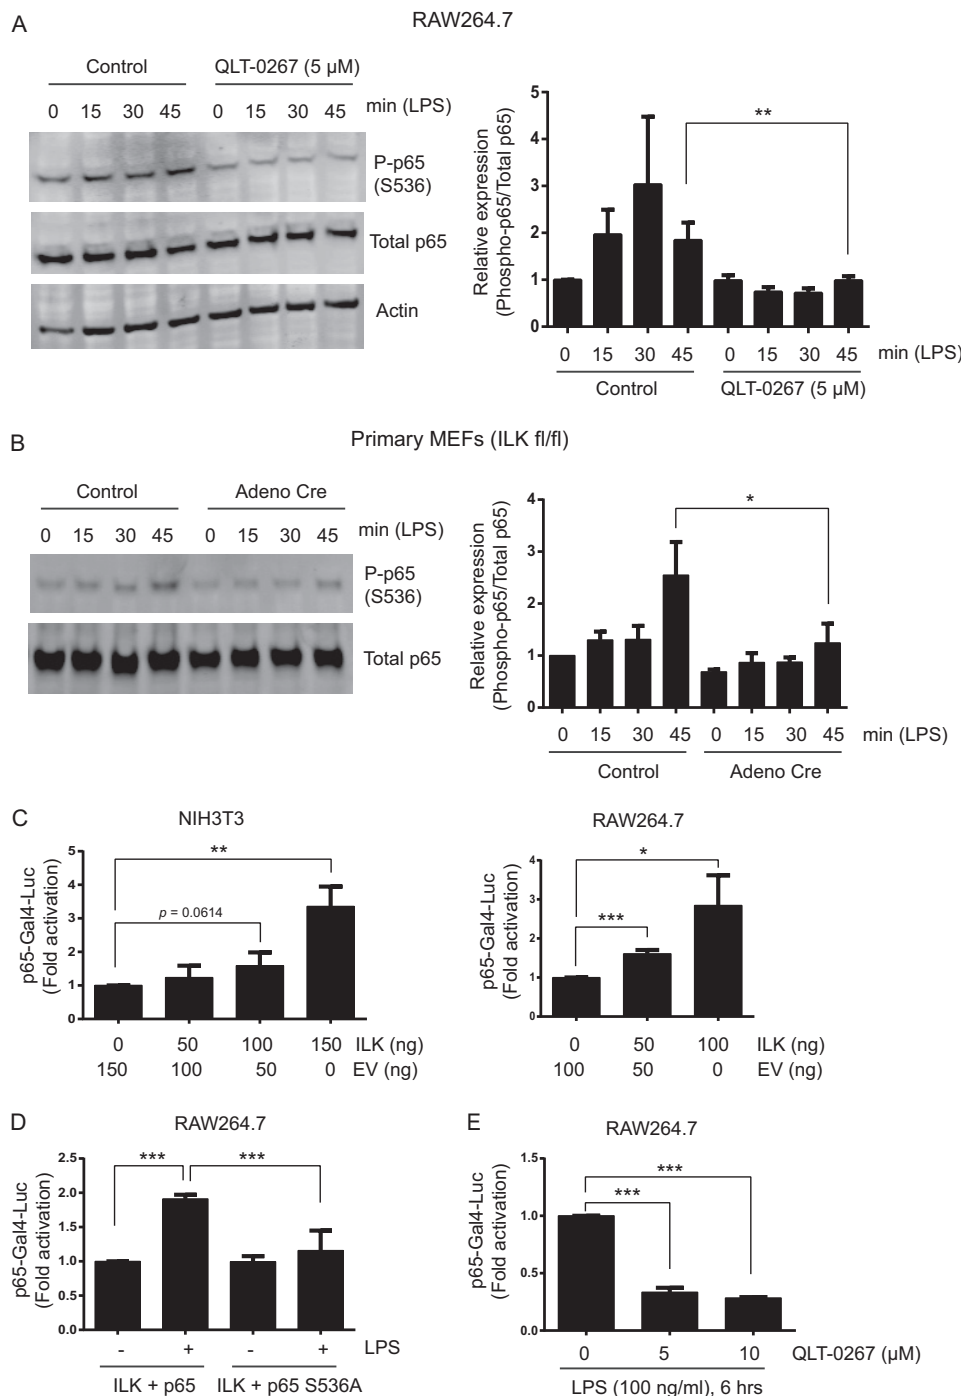 A
RAW264.7
Control QLT-0267 (5 µM)
0 15 30 45 0 15 30 45 min (LPS)
P-p65
(S536)
Total p65
Actin
Relative expression
(Phospho-p65/Total p65)
5
4
3
2
1
0
**
0 15 30 45 0 15 30 45 min (LPS)
Control QLT-0267 (5 µM)
B
Primary MEFs (ILK fl/fl)
Control Adeno Cre
0 15 30 45 0 15 30 45 min (LPS)
P-p65
(S536)
Total p65
Relative expression
(Phospho-p65/Total p65)
4
3
2
1
0
*
0 15 30 45 0 15 30 45 min (LPS)
Control Adeno Cre
C
NIH3T3
p65-Gal4-Luc
(Fold activation)
5
4
3
2
1
0
**
p = 0.0614
0 50 100 150 ILK (ng)
150 100 50 0 EV (ng)
RAW264.7
p65-Gal4-Luc
(Fold activation)
4
3
2
1
0
*
***
0 50 100 ILK (ng)
100 50 0 EV (ng)
D
RAW264.7
p65-Gal4-Luc
(Fold activation)
2.5
2.0
1.5
1.0
0.5
0.0
*** ***
- + - + LPS
ILK + p65 ILK + p65 S536A
E
RAW264.7
p65-Gal4-Luc
(Fold activation)
1.5
1.0
0.5
0.0
***
***
0 5 10 QLT-0267 (µM)
LPS (100 ng/ml), 6 hrs